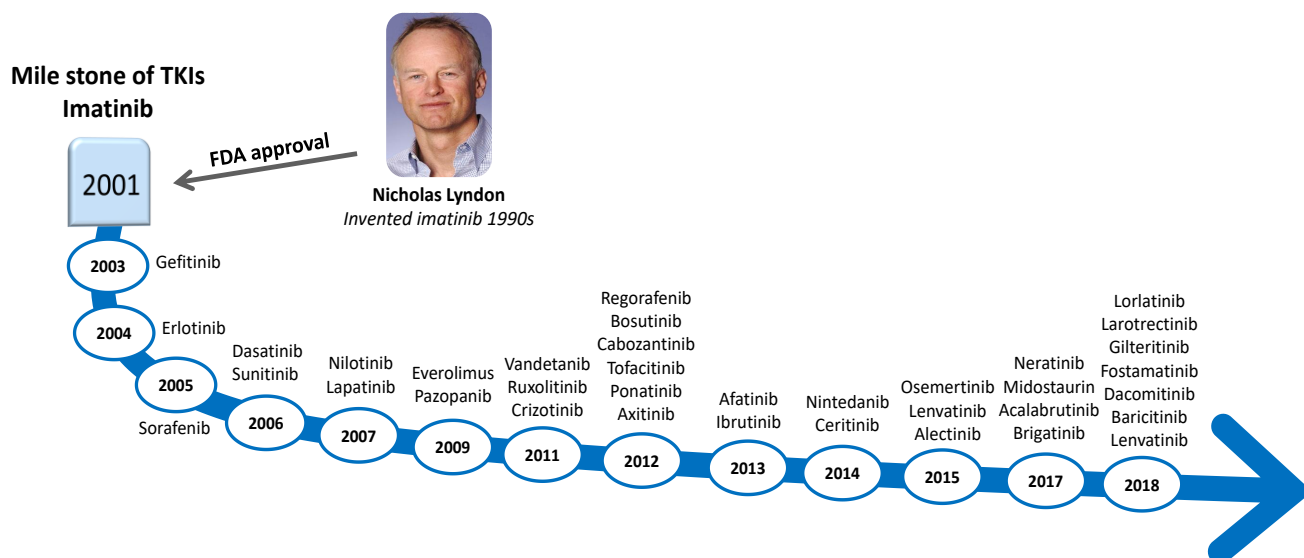 Mile stone of TKIs
Imatinib
2001
FDA approval
Nicholas Lyndon
Invented imatinib 1990s
2003
Gefitinib
2004
Erlotinib
2005
Sorafenib
Dasatinib
Sunitinib
2006
Nilotinib
Lapatinib
2007
Everolimus
Pazopanib
2009
Vandetanib
Ruxolitinib
Crizotinib
2011
Regorafenib
Bosutinib
Cabozantinib
Tofacitinib
Ponatinib
Axitinib
2012
Afatinib
Ibrutinib
2013
Nintedanib
Ceritinib
2014
Osemertinib
Lenvatinib
Alectinib
2015
Neratinib
Midostaurin
Acalabrutinib
Brigatinib
2017
Lorlatinib
Larotrectinib
Gilteritinib
Fostamatinib
Dacomitinib
Baricitinib
Lenvatinib
2018